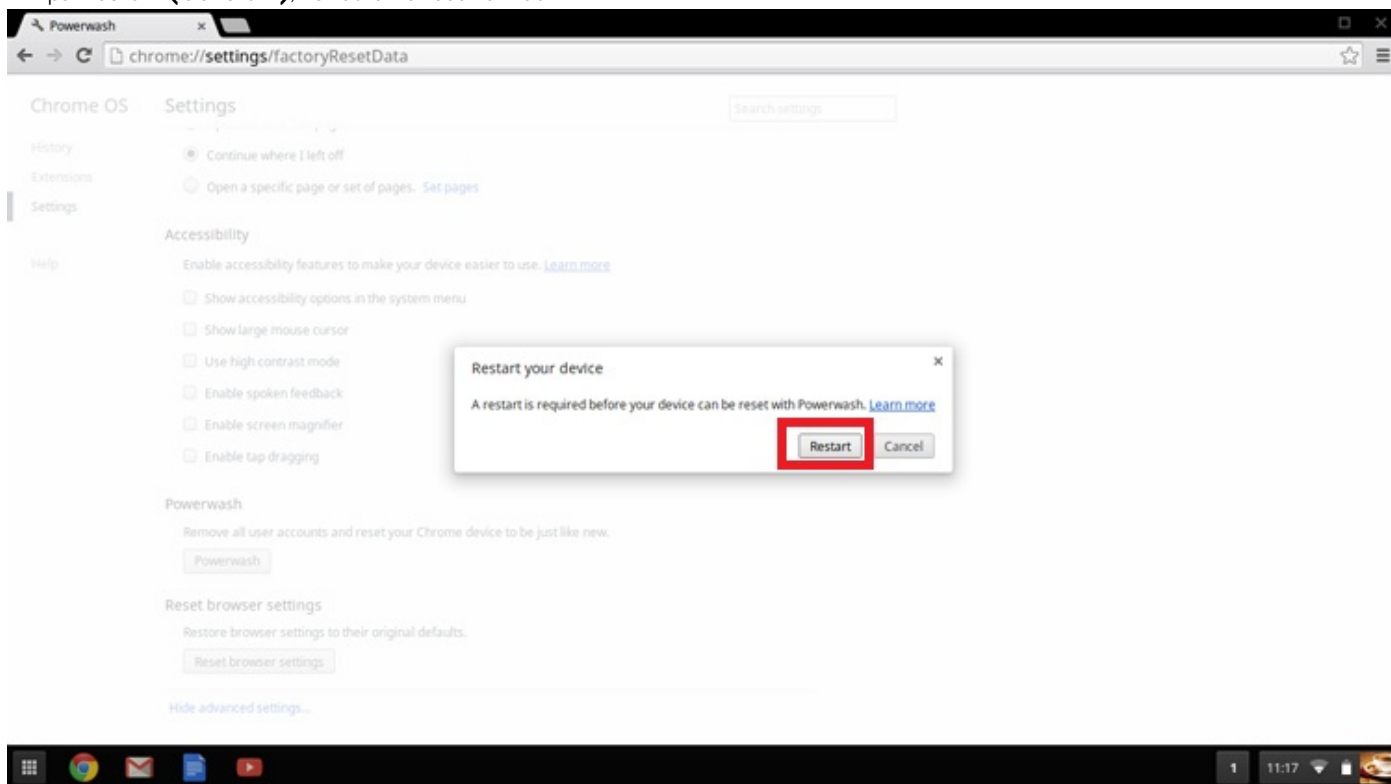 Powerwash
chrome://settings/factoryResetData
Chrome OS
Settings
Search settings
History
Extensions
Settings
Help
Continue where I left off
Open a specific page or set of pages. Set pages
Accessibility
Enable accessibility features to make your device easier to use. Learn more
Show accessibility options in the system menu
Show large mouse cursor
Use high contrast mode
Enable spoken feedback
Enable screen magnifier
Enable tap dragging
Restart your device
A restart is required before your device can be reset with Powerwash. Learn more
Restart Cancel
Powerwash
Remove all user accounts and reset your Chrome device to be just like new.
Powerwash
Reset browser settings
Restore browser settings to their original defaults.
Reset browser settings
Hide advanced settings...
1 11:17